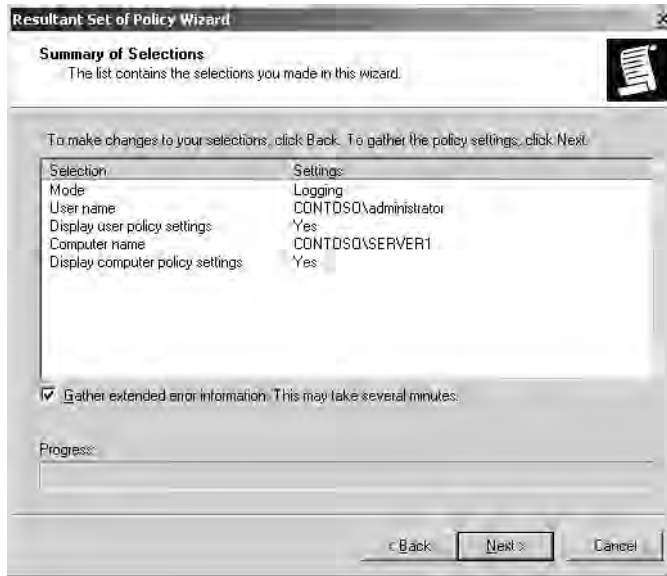 Resultant Set of Policy Wizard
Summary of Selections
The list contains the selections you made in this wizard.
To make changes to your selections, click Back. To gather the policy settings, click Next.
Selection Settings
Mode Logging
User name CONTOSO\administrator
Display user policy settings Yes
Computer name CONTOSO\SERVER1
Display computer policy settings Yes
Gather extended error information. This may take several minutes.
Progress:
< Back Next > Cancel